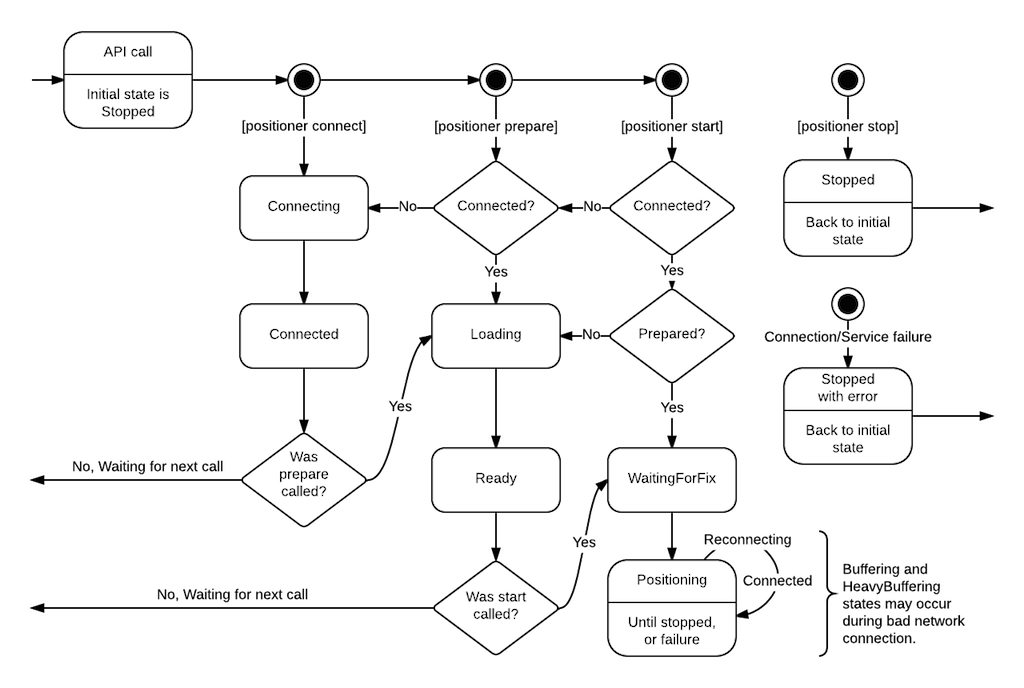 API call
Initial state is
Stopped
[positioner connect]
[positioner prepare]
[positioner start]
[positioner stop]
Connecting
No
Connected?
No
Connected?
Stopped
Back to initial
state
Yes
Yes
Connected
Loading
No
Prepared?
Connection/Service failure
Stopped
with error
Back to initial
state
Yes
Yes
Was
prepare
called?
No, Waiting for next call
Ready
WaitingForFix
Yes
Reconnecting
Positioning
Connected
Until stopped,
or failure
Was start
called?
No, Waiting for next call
Buffering and
HeavyBuffering
states may occur
during bad network
connection.